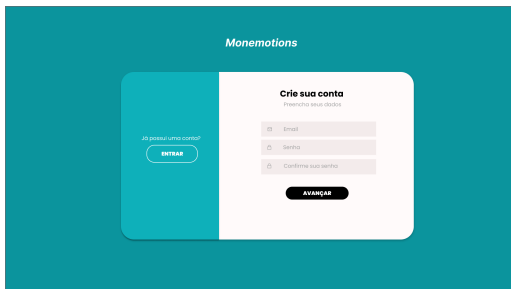 Monemotions
Já possui uma conta?
ENTRAR
Crie sua conta
Preencha seus dados
Email
Senha
Confirme sua senha
AVANÇAR